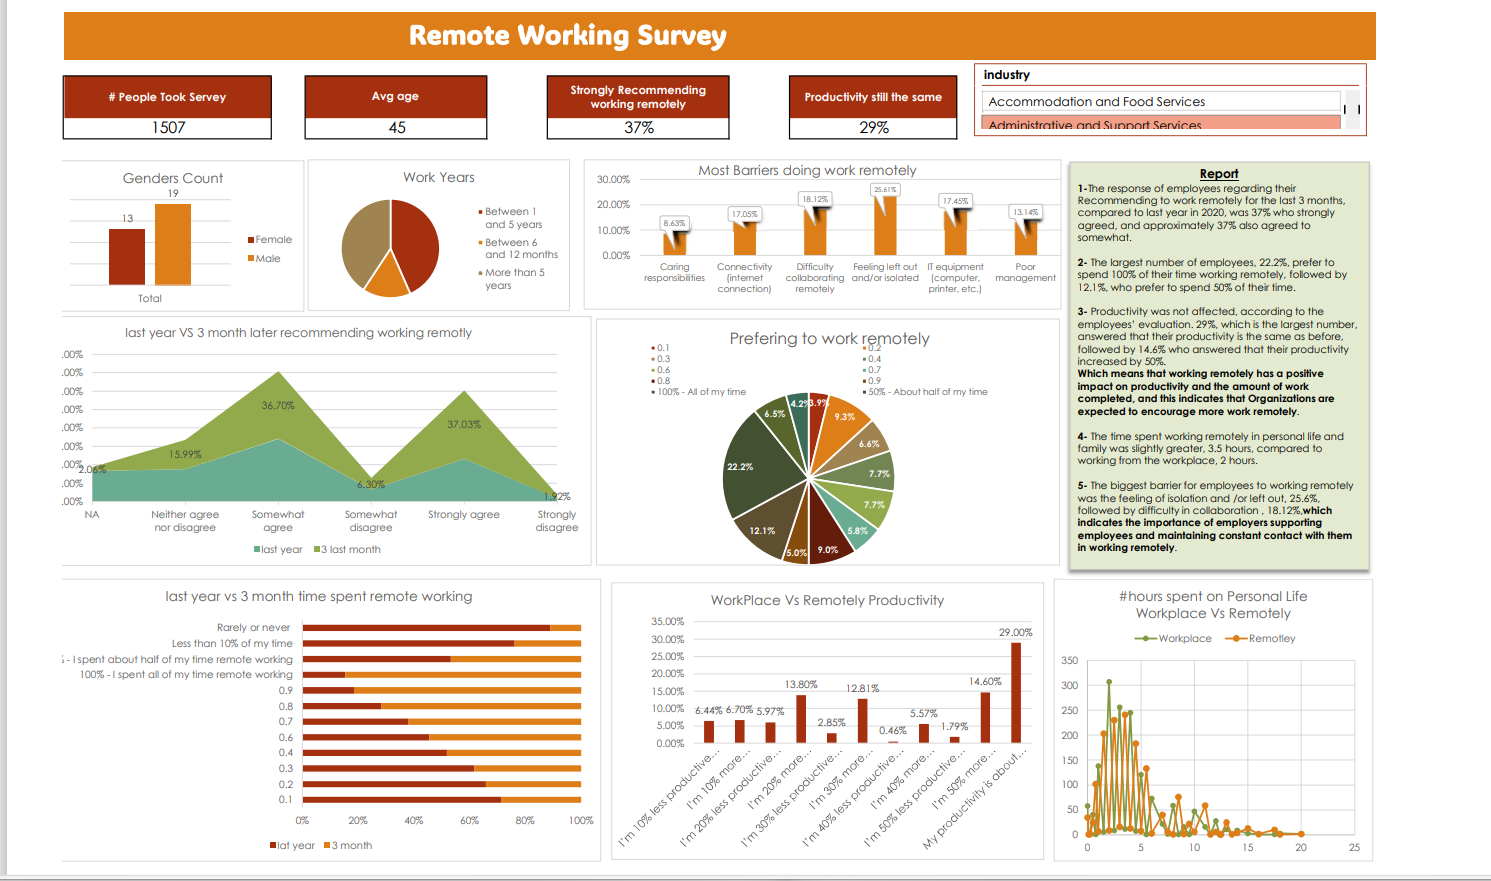 Remote Working Survey
# People Took Servey
1507
Avg age
45
Strongly Recommending
working remotely
37%
Productivity still the same
29%
industry
Accommodation and Food Services
Administrative and Support Services
Genders Count
19
13
Female
Male
Total
Work Years
Between 1
and 5 years
Between 6
and 12 months
More than 5
years
Most Barriers doing work remotely
30.00%
20.00%
10.00%
0.00%
8.63%
17.05%
18.12%
25.61%
17.45%
13.14%
Caring
responsibilities
Connectivity
(internet
connection)
Difficulty
collaborating
remotely
Feeling left out
and/or isolated
IT equipment
(computer,
printer, etc.)
Poor
management
Report
1-The response of employees regarding their
Recommending to work remotely for the last 3 months,
compared to last year in 2020, was 37% who strongly
agreed, and approximately 37% also agreed to
somewhat.
2- The largest number of employees, 22.2%, prefer to
spend 100% of their time working remotely, followed by
12.1%, who prefer to spend 50% of their time.
3- Productivity was not affected, according to the
employees' evaluation. 29%, which is the largest number,
answered that their productivity is the same as before,
followed by 14.6% who answered that their productivity
increased by 50%.
Which means that working remotely has a positive
impact on productivity and the amount of work
completed, and this indicates that Organizations are
expected to encourage more work remotely.
4- The time spent working remotely in personal life and
family was slightly greater, 3.5 hours, compared to
working from the workplace, 2 hours.
5- The biggest barrier for employees to working remotely
was the feeling of isolation and /or left out, 25.6%,
followed by difficulty in collaboration , 18.12%,which
indicates the importance of employers supporting
employees and maintaining constant contact with them
in working remotely.
last year VS 3 month later recommending working remotly
.00%
.00%
.00%
.00%
.00%
.00%
.00%
.00%
.00%
2.06%
15.99%
36.70%
6.30%
37.03%
1.92%
NA
Neither agree
nor disagree
Somewhat
agree
Somewhat
disagree
Strongly agree
Strongly
disagree
last year
3 last month
Prefering to work remotely
0.1
0.2
0.3
0.4
0.6
0.7
0.8
0.9
100% - All of my time
50% - About half of my time
3.9%
9.3%
6.6%
7.7%
7.7%
5.8%
9.0%
5.0%
12.1%
22.2%
6.5%
4.2%
last year vs 3 month time spent remote working
Rarely or never
Less than 10% of my time
% - I spent about half of my time remote working
100% - I spent all of my time remote working
0.9
0.8
0.7
0.6
0.4
0.3
0.2
0.1
0%
20%
40%
60%
80%
100%
lat year
3 month
WorkPlace Vs Remotely Productivity
35.00%
30.00%
25.00%
20.00%
15.00%
10.00%
5.00%
0.00%
6.44%
6.70%
5.97%
13.80%
2.85%
12.81%
0.46%
5.57%
1.79%
14.60%
29.00%
I'm 10% less productive...
I'm 10% more...
I'm 20% less productive...
I'm 20% more...
I'm 30% less productive...
I'm 30% more...
I'm 40% less productive...
I'm 40% more...
I'm 50% less productive...
I'm 50% more...
My productivity is about...
#hours spent on Personal Life
Workplace Vs Remotely
Workplace
Remotley
350
300
250
200
150
100
50
0
0
5
10
15
20
25